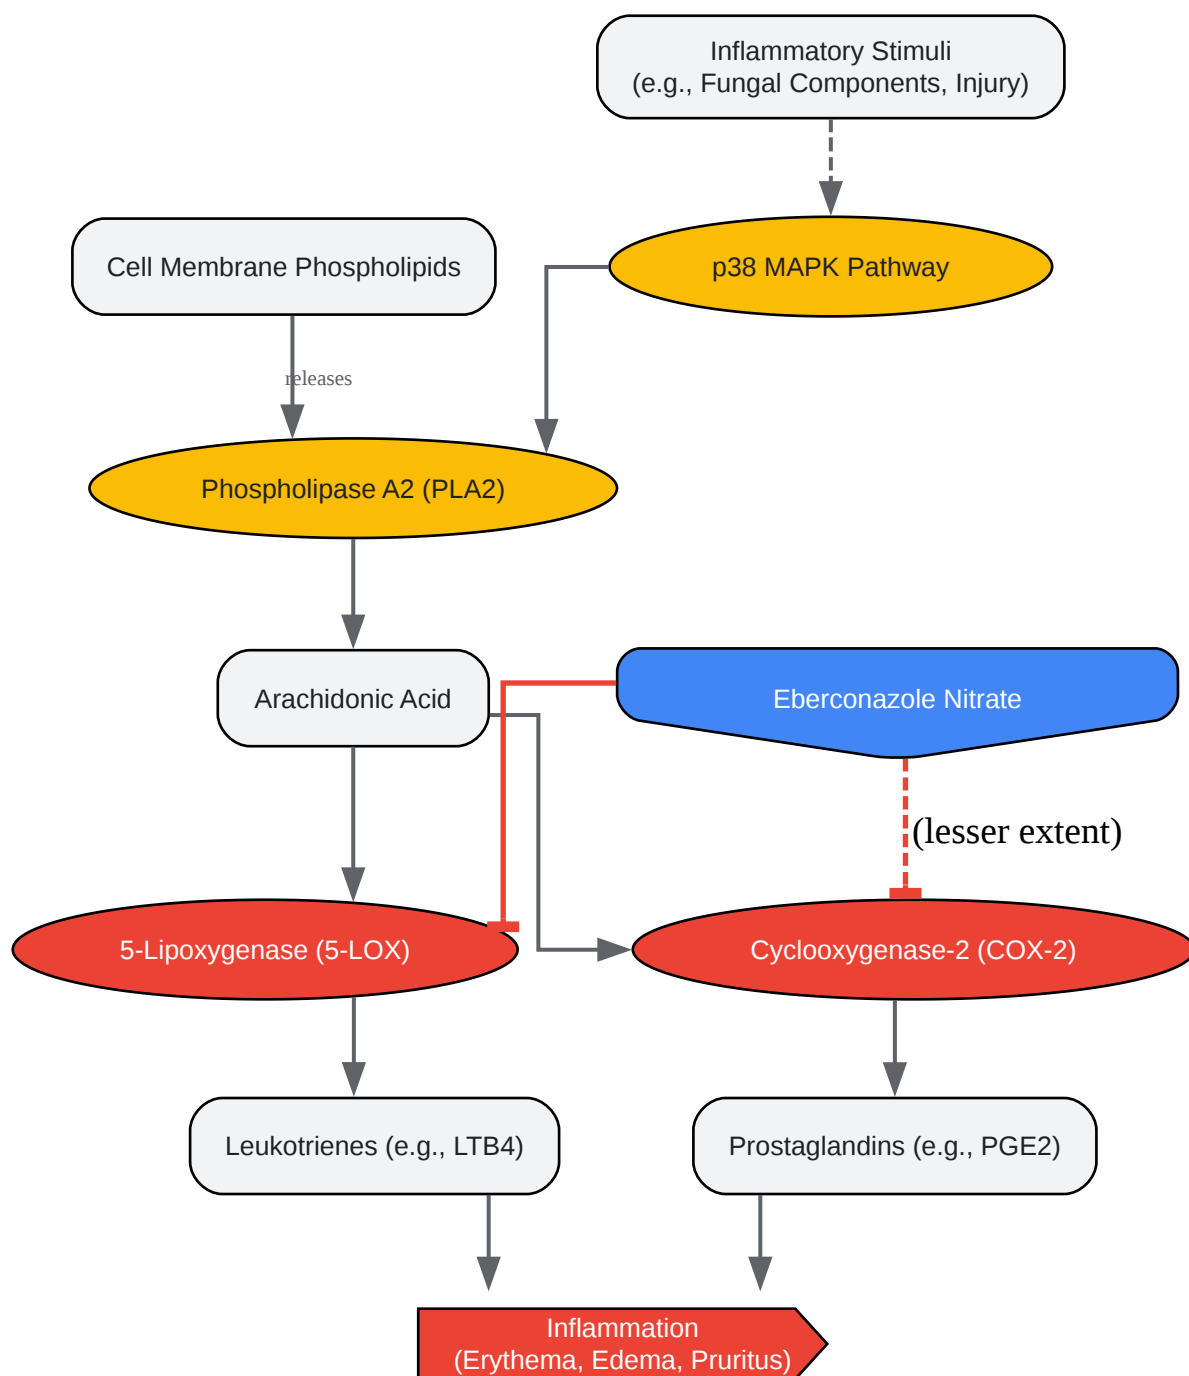 Inflammatory Stimuli
(e.g., Fungal Components, Injury)
Cell Membrane Phospholipids
p38 MAPK Pathway
releases
Phospholipase A2 (PLA2)
Arachidonic Acid
Eberconazole Nitrate
(lesser extent)
5-Lipoxygenase (5-LOX)
Cyclooxygenase-2 (COX-2)
Leukotrienes (e.g., LTB4)
Prostaglandins (e.g., PGE2)
Inflammation
(Erythema, Edema, Pruritus)